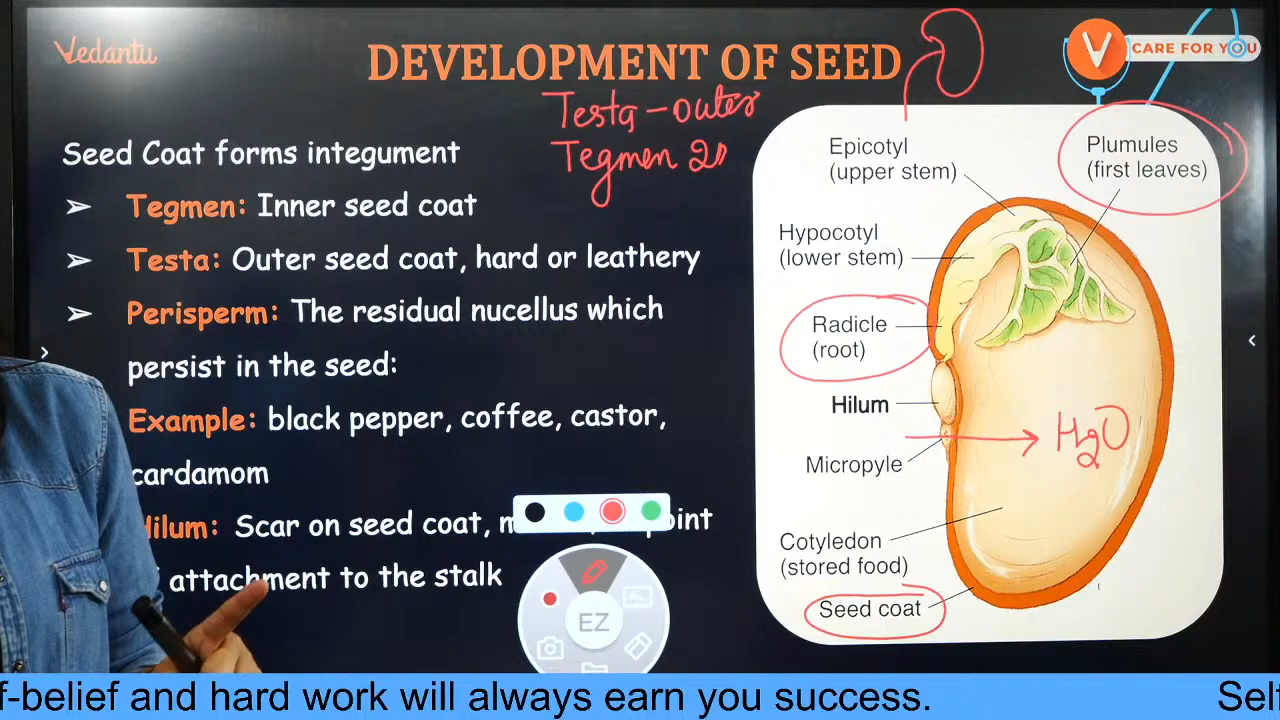 Vedantu
DEVELOPMENT OF SEED
V
CARE FOR YOU
Testa - outer
Tegmen
Seed Coat forms integument
➢ Tegmen: Inner seed coat
➢ Testa: Outer seed coat, hard or leathery
➢ Perisperm: The residual nucellus which
persist in the seed:
Example: black pepper, coffee, castor,
cardamom
Hilum: Scar on seed coat,
attachment to the stalk
Epicotyl
(upper stem)
Plumules
(first leaves)
Hypocotyl
(lower stem)
Radicle
(root)
Hilum
H2O
Micropyle
Cotyledon
(stored food)
Seed coat
EZ
f-belief and hard work will always earn you success.
Self